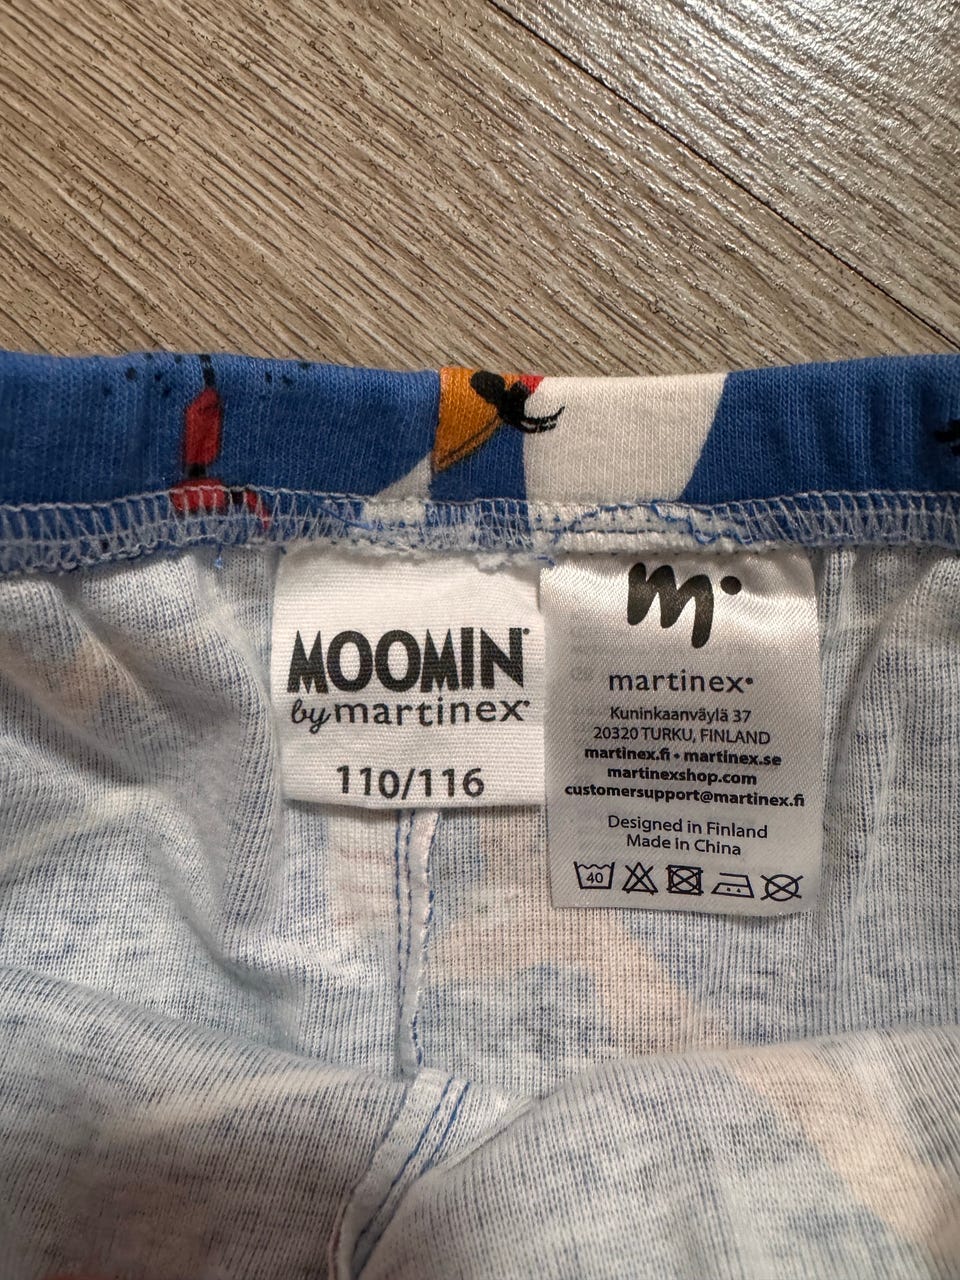 MOOMIN
by martinex
110/116
m
martinex
Kuninkaanväylä 37
20320 TURKU, FINLAND
martinex.fi • martinex.se
martinexshop.com
customersupport@martinex.fi
Designed in Finland
Made in China
40